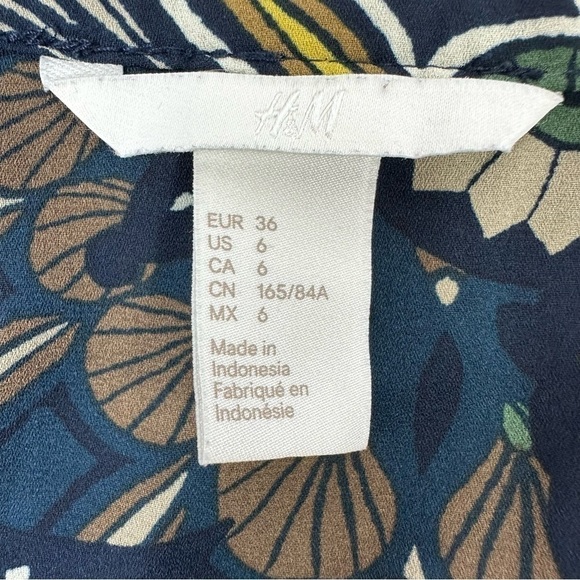 H&M
EUR 36
US 6
CA 6
CN 165/84A
MX 6
Made in
Indonesia
Fabriqué en
Indonésie